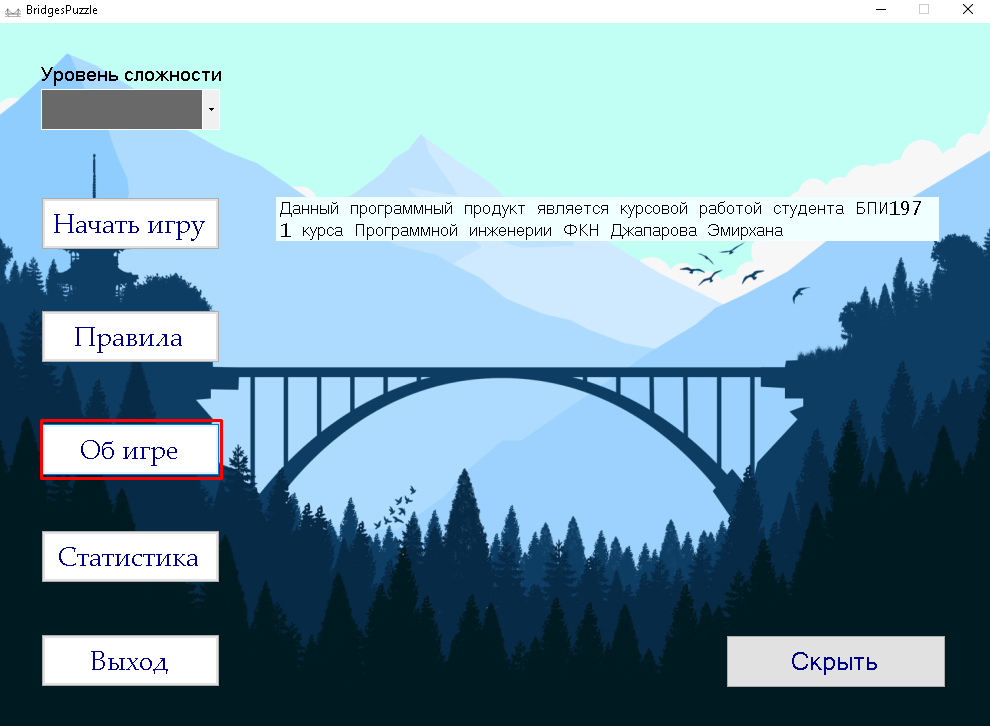 BridgesPuzzle
Уровень сложности
Начать игру
Данный программный продукт является курсовой работой студента БПИ197
1 курса Программной инженерии ФКН Джапарова Эмирхана
Правила
Об игре
Статистика
Выход
Скрыть